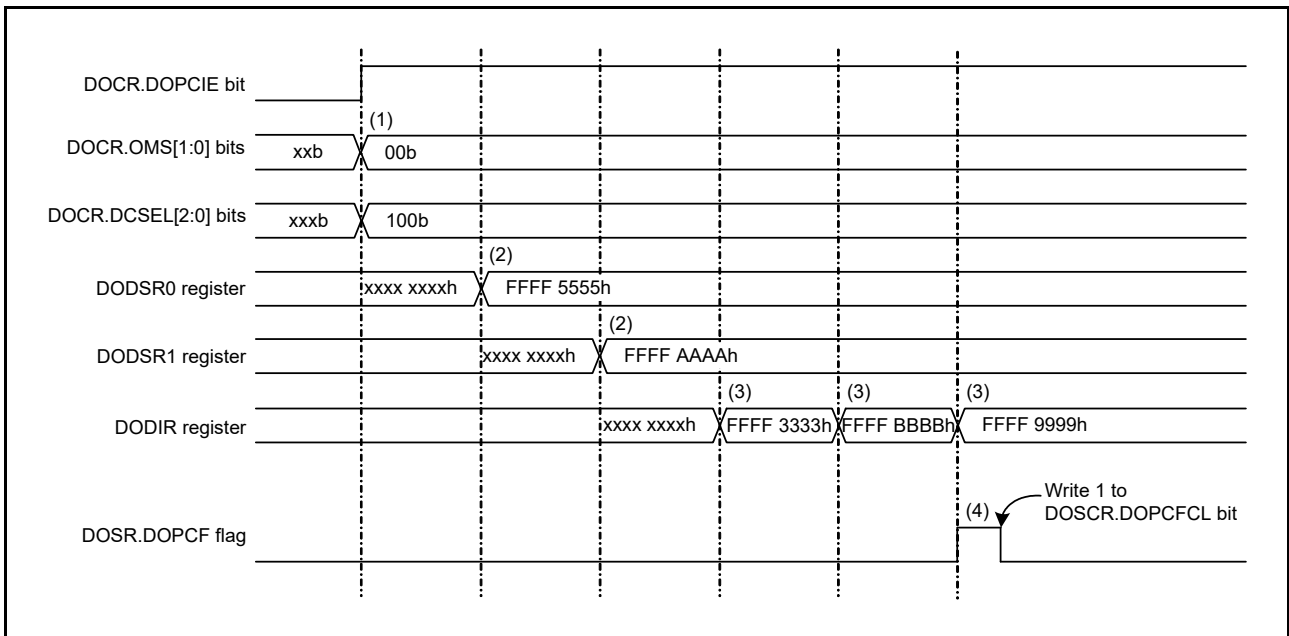 DOCR.DOPCIE bit
(1)
DOCR.OMS[1:0] bits
xxb
00b
DOCR.DCSEL[2:0] bits
xxxb
100b
(2)
DODSR0 register
xxxx xxxxh
FFFF 5555h
(2)
DODSR1 register
xxxx xxxxh
FFFF AAAAh
(3)
(3)
(3)
DODIR register
xxxx xxxxh
FFFF 3333h
FFFF BBBBh
FFFF 9999h
Write 1 to
DOSCR.DOPCFCL bit
(4)
DOSR.DOPCF flag